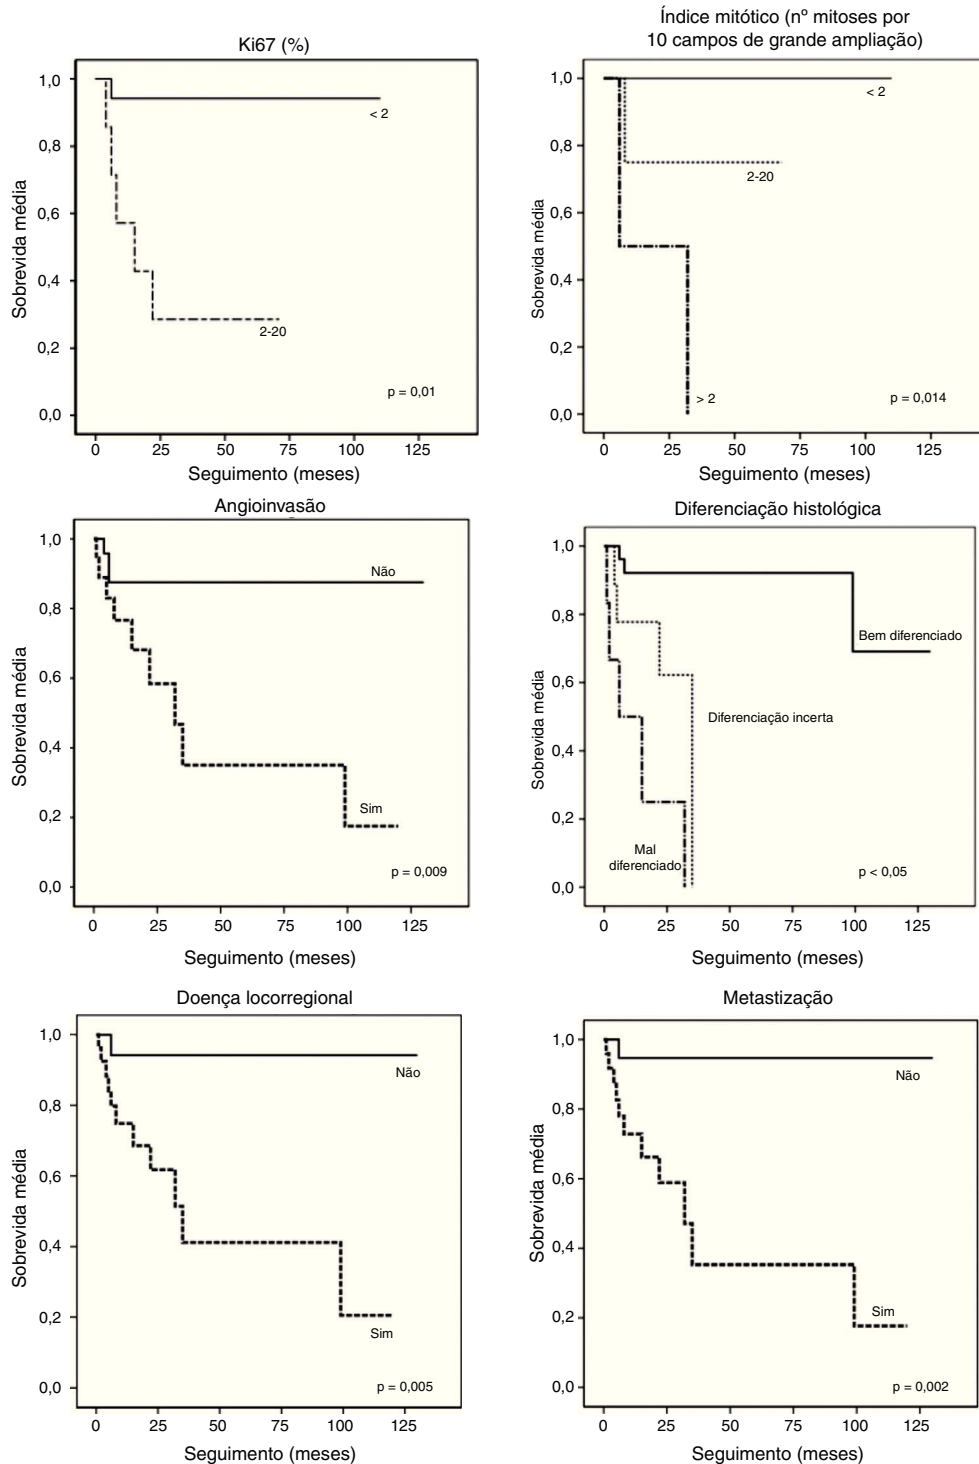 Ki67 (%)
1,0
0,8
0,6
0,4
0,2
0,0
Sobrevida média
< 2
2-20
p = 0,01
0 25 50 75 100 125
Seguimento (meses)
Índice mitótico (nº mitoses por
10 campos de grande ampliação)
1,0
0,8
0,6
0,4
0,2
0,0
Sobrevida média
< 2
2-20
> 2
p = 0,014
0 25 50 75 100 125
Seguimento (meses)
Angioinvasão
1,0
0,8
0,6
0,4
0,2
0,0
Sobrevida média
Não
Sim
p = 0,009
0 25 50 75 100 125
Seguimento (meses)
Diferenciação histológica
1,0
0,8
0,6
0,4
0,2
0,0
Sobrevida média
Bem diferenciado
Diferenciação incerta
Mal
diferenciado
p < 0,05
0 25 50 75 100 125
Seguimento (meses)
Doença locorregional
1,0
0,8
0,6
0,4
0,2
0,0
Sobrevida média
Não
Sim
p = 0,005
0 25 50 75 100 125
Seguimento (meses)
Metastização
1,0
0,8
0,6
0,4
0,2
0,0
Sobrevida média
Não
Sim
p = 0,002
0 25 50 75 100 125
Seguimento (meses)